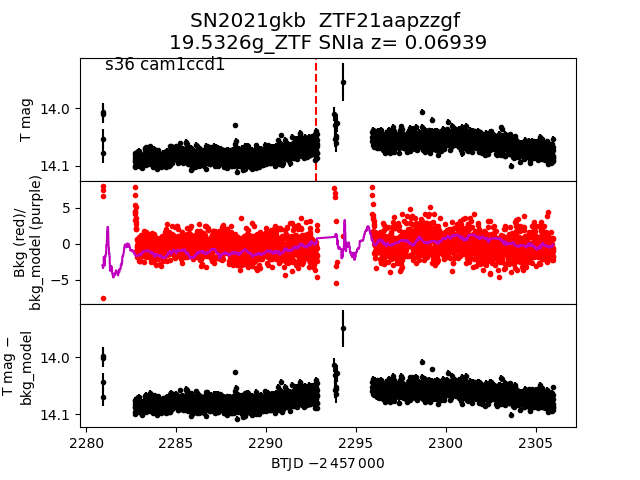 SN2021gkb  ZTF21aapzzgf
19.5326g_ZTF SNIa z= 0.06939
s36 cam1ccd1
T mag
14.0
14.1
Bkg (red)/
bkg_model (purple)
5
0
−5
T mag −
bkg_model
14.0
14.1
2280
2285
2290
2295
2300
2305
BTJD −2 457 000